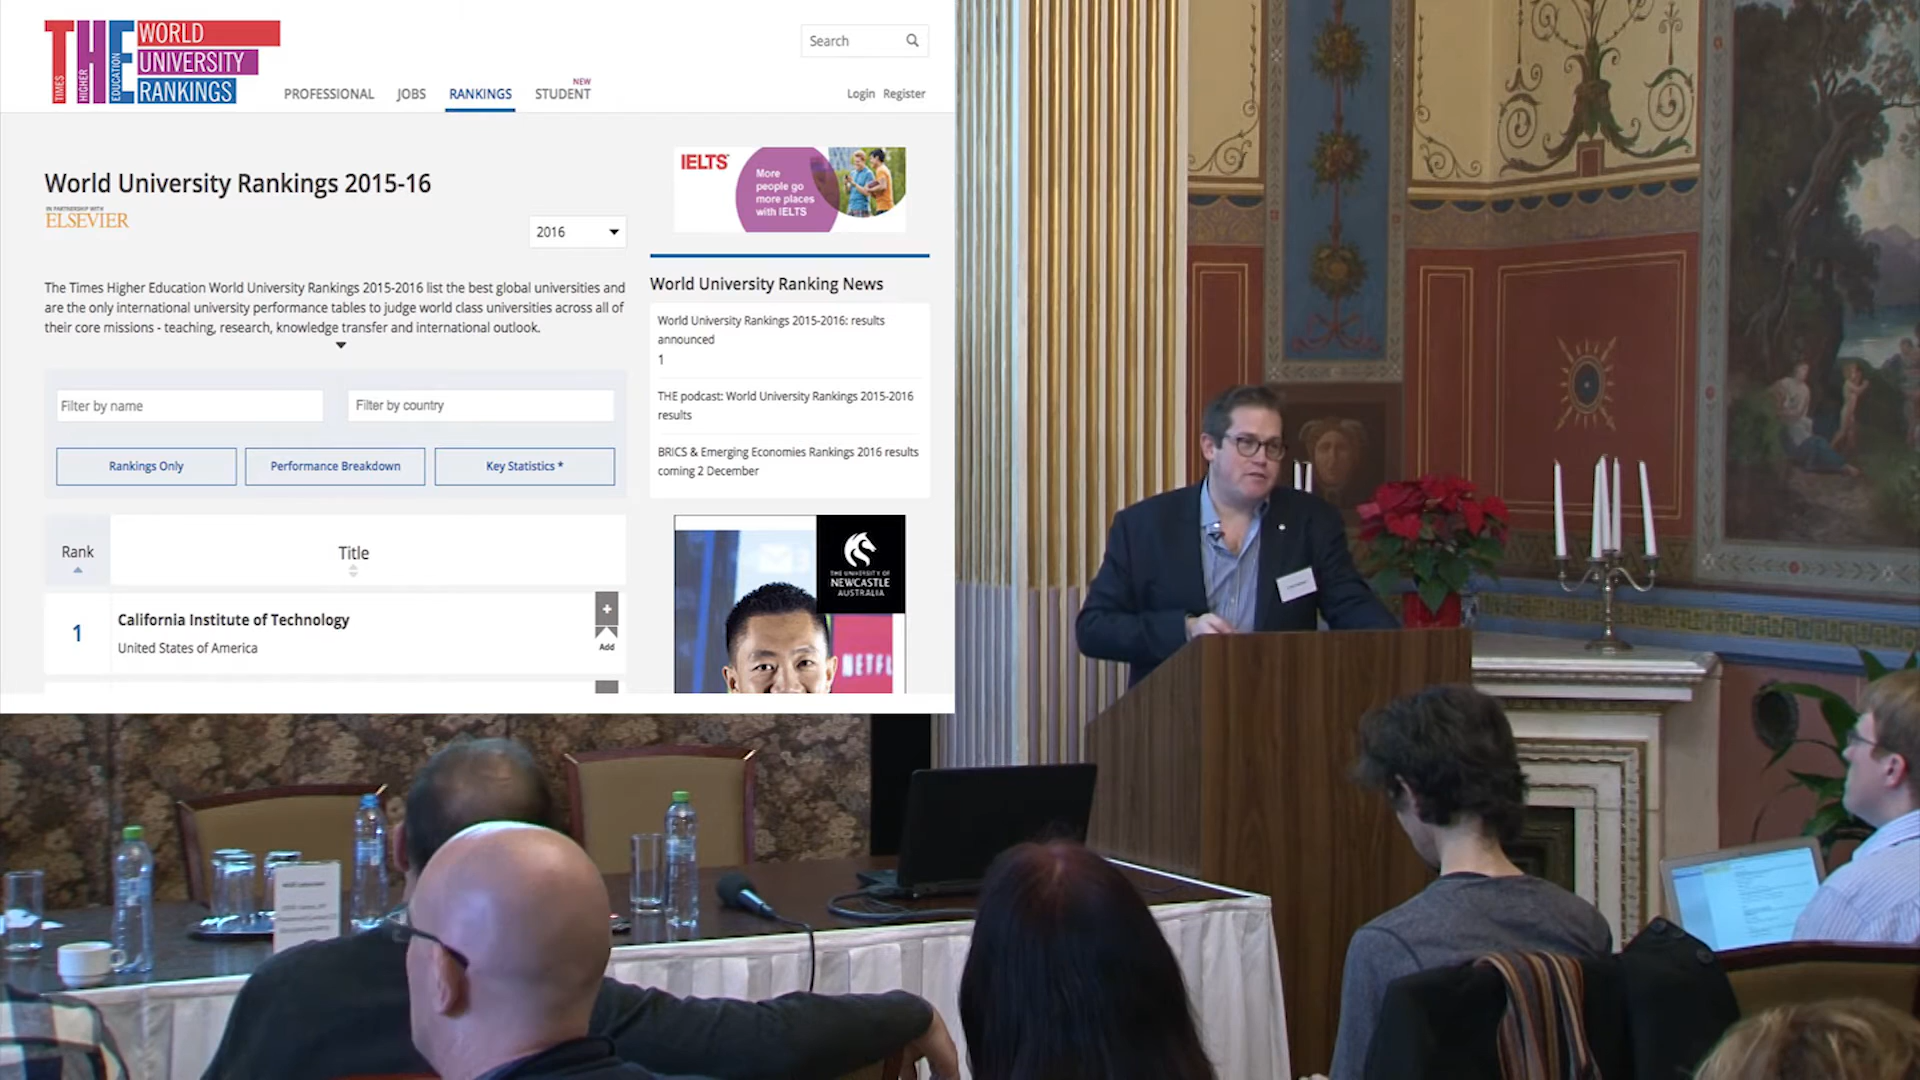 TIMES
HIGHER
EDUCATION
THE
WORLD
UNIVERSITY
RANKINGS
PROFESSIONAL
JOBS
RANKINGS
NEW
STUDENT
Search
Login Register
World University Rankings 2015-16
IN PARTNERSHIP WITH
ELSEVIER
2016
The Times Higher Education World University Rankings 2015-2016 list the best global universities and
are the only international university performance tables to judge world class universities across all of
their core missions - teaching, research, knowledge transfer and international outlook.
Filter by name
Filter by country
Rankings Only
Performance Breakdown
Key Statistics *
Rank
Title
1
California Institute of Technology
United States of America
+
Add
IELTS
More
people go
more places
with IELTS
World University Ranking News
World University Rankings 2015-2016: results
announced
1
THE podcast: World University Rankings 2015-2016
results
BRICS & Emerging Economies Rankings 2016 results
coming 2 December
THE UNIVERSITY OF
NEWCASTLE
AUSTRALIA
NETFL